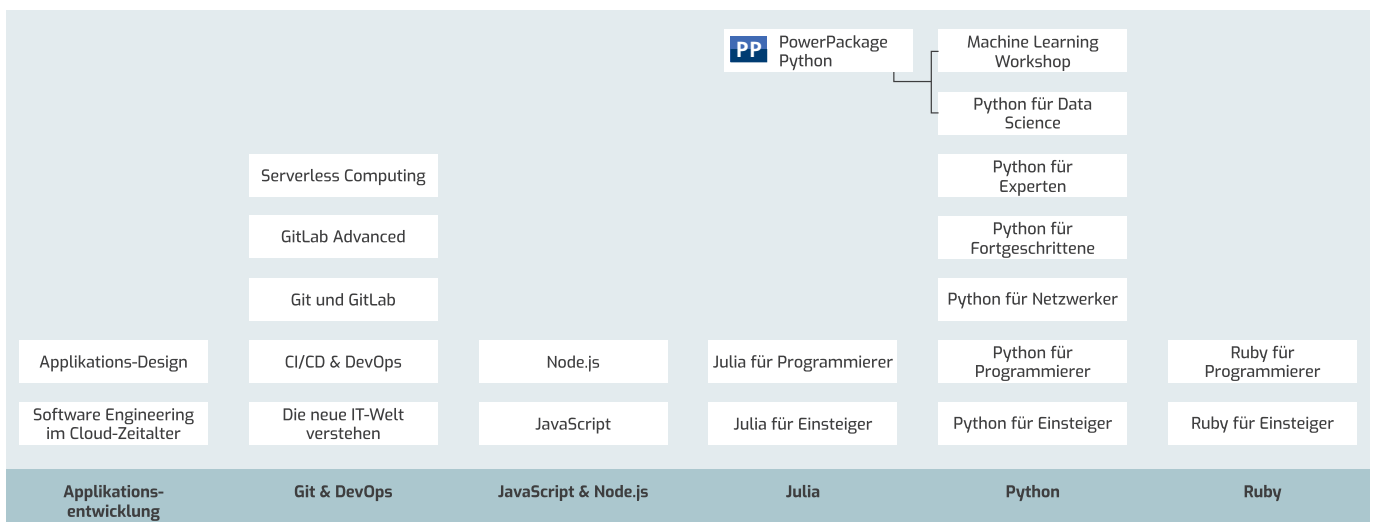 PP
PowerPackage
Python
Machine Learning
Workshop
Python für Data
Science
Serverless Computing
Python für
Experten
GitLab Advanced
Python für
Fortgeschrittene
Git und GitLab
Python für Netzwerker
Applikations-Design
CI/CD & DevOps
Node.js
Julia für Programmierer
Python für
Programmierer
Ruby für
Programmierer
Software Engineering
im Cloud-Zeitalter
Die neue IT-Welt
verstehen
JavaScript
Julia für Einsteiger
Python für Einsteiger
Ruby für Einsteiger
Applikations-
entwicklung
Git & DevOps
JavaScript & Node.js
Julia
Python
Ruby